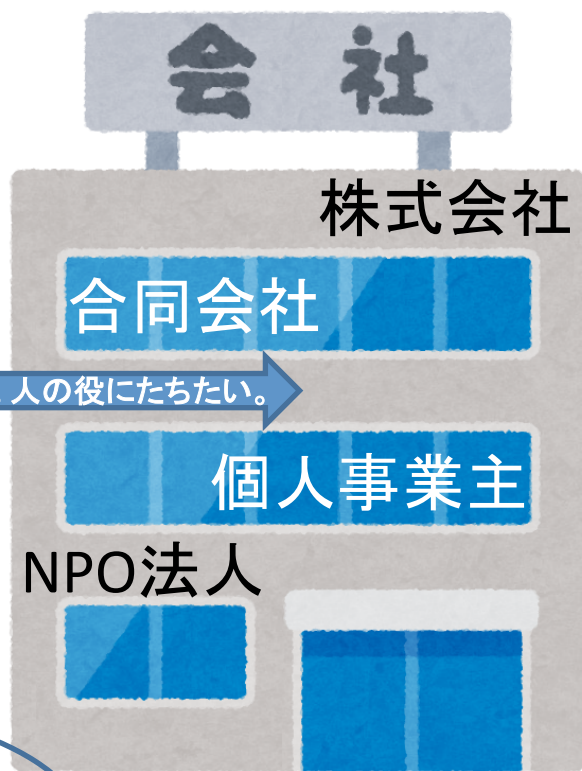 会社
株式会社
合同会社
人の役にたちたい。
個人事業主
NPO法人